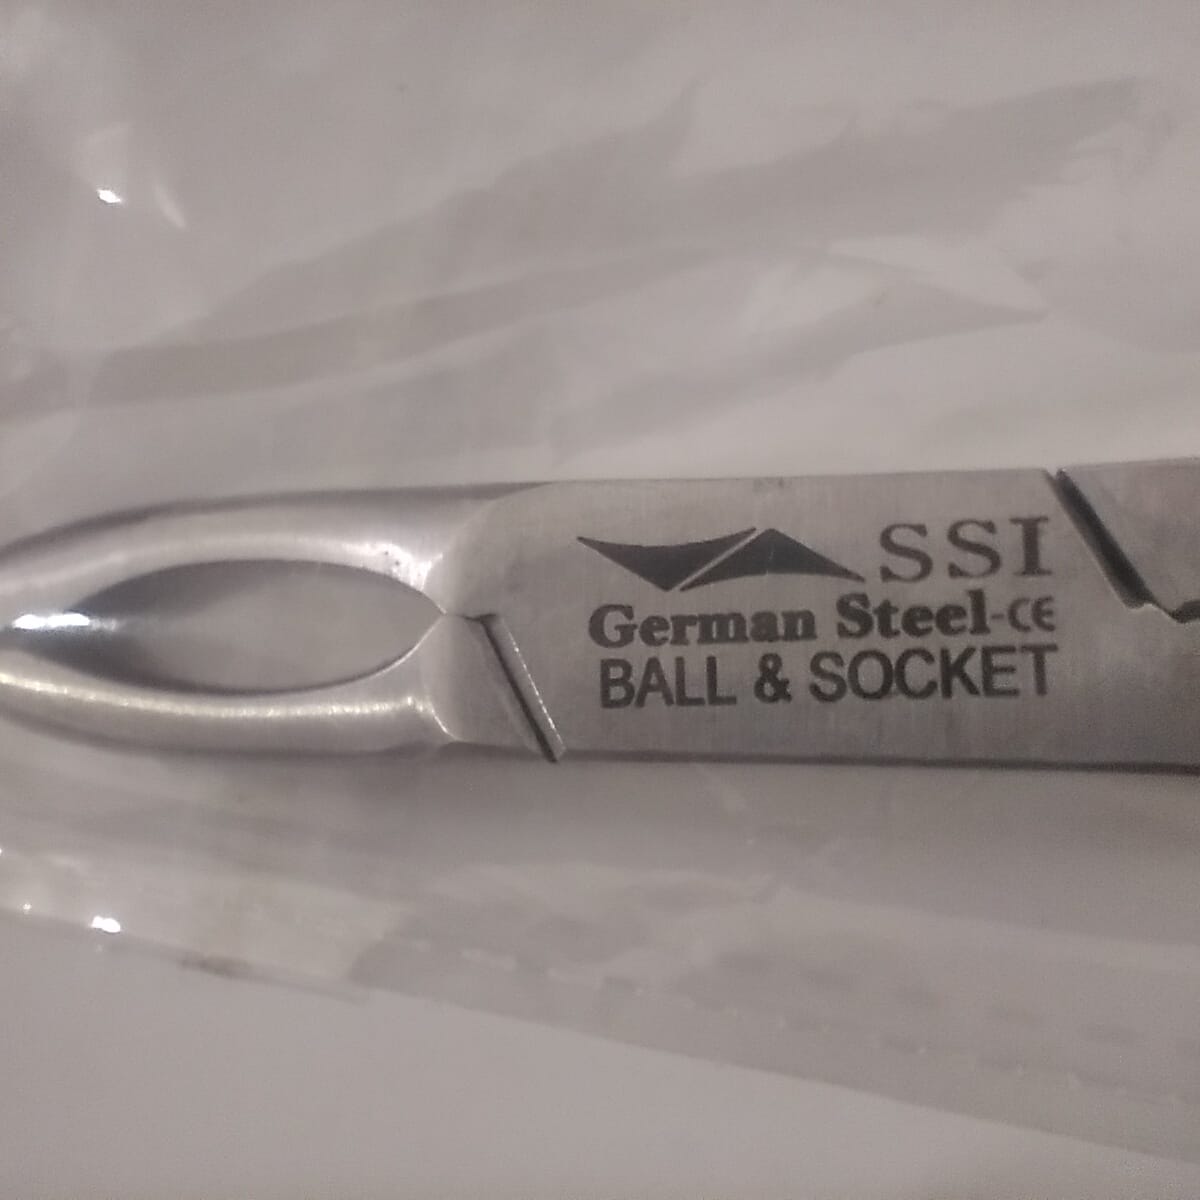 SSI
German Steel-CE
BALL & SOCKET